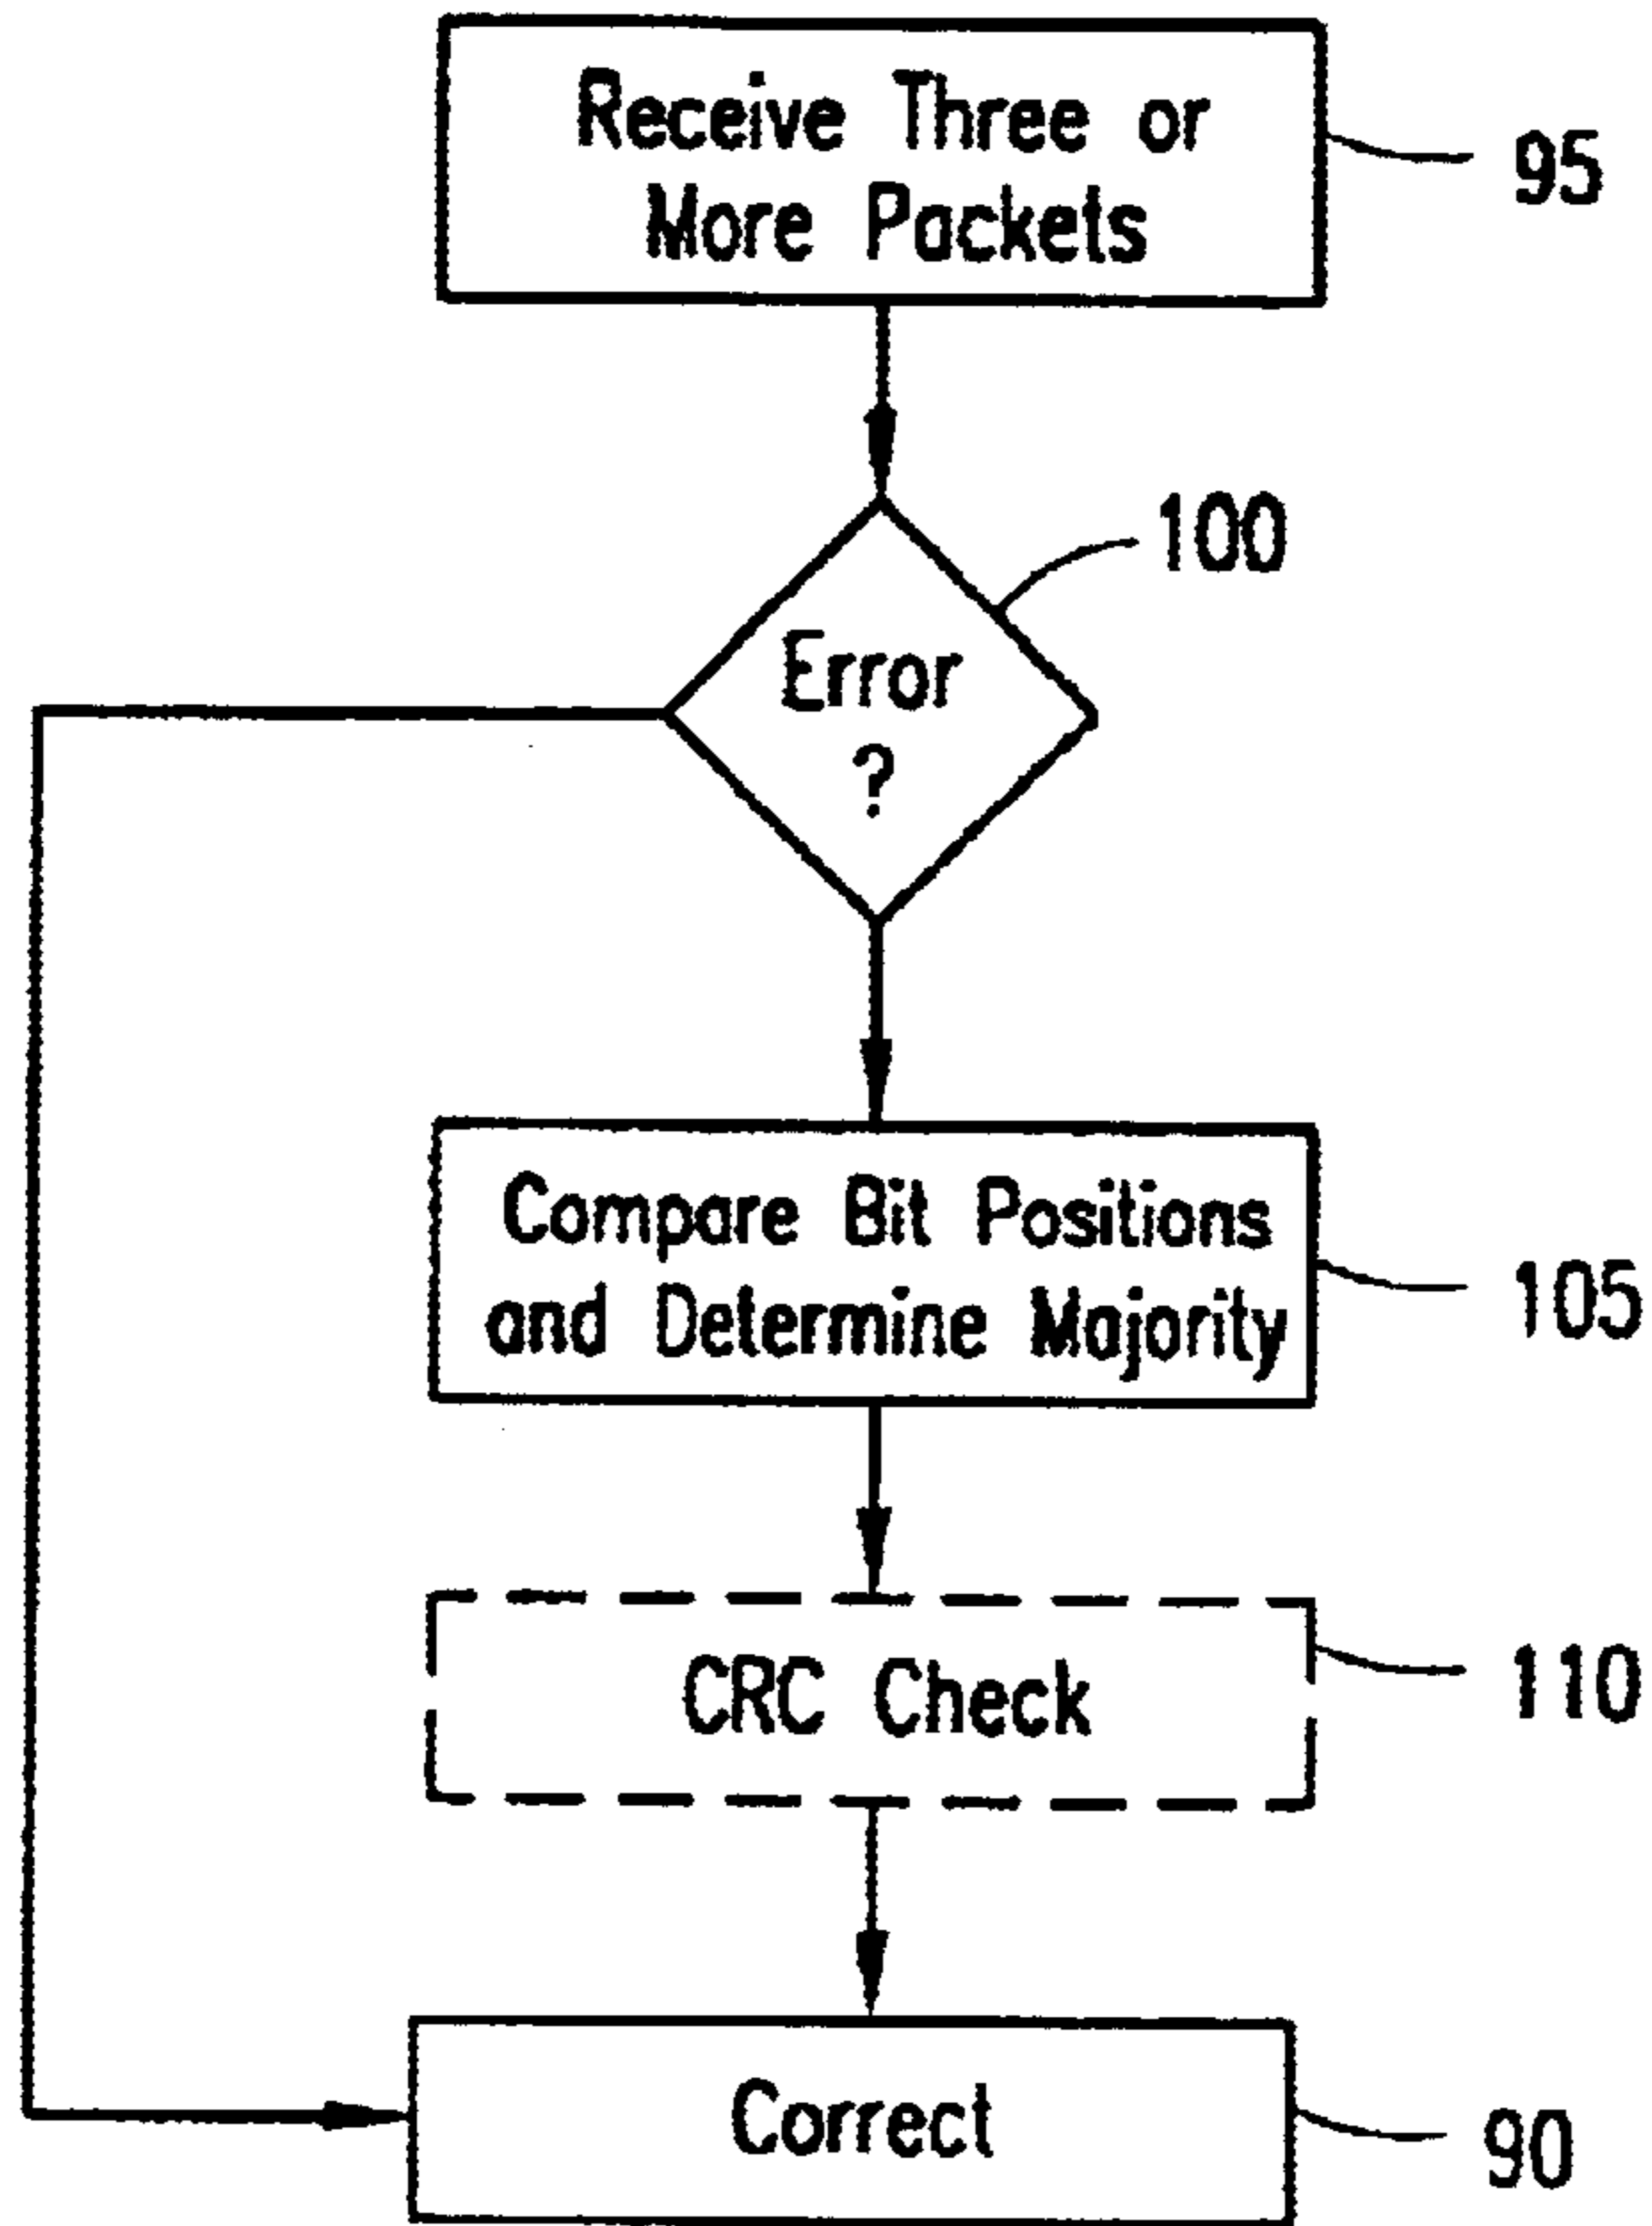 Receive Three or
More Packets
95
100
Error
?
Compare Bit Positions
and Determine Majority
105
CRC Check
110
Correct
90